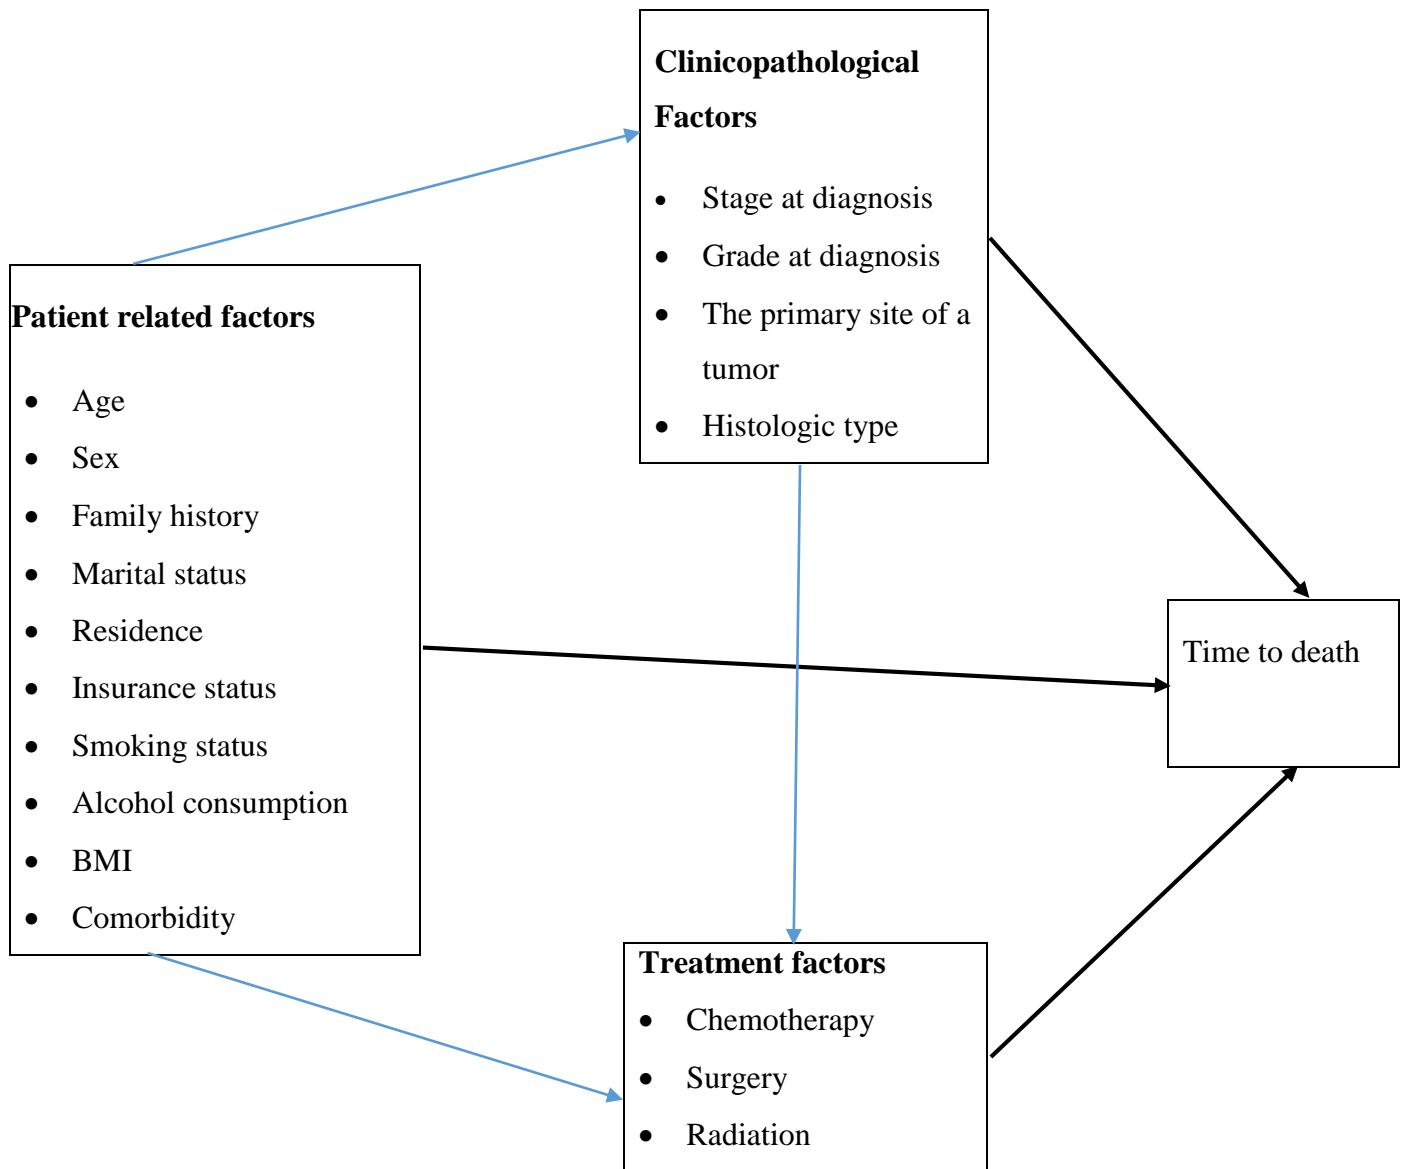 Clinicopathological
Factors
• Stage at diagnosis
• Grade at diagnosis
• The primary site of a
tumor
• Histologic type
Patient related factors
• Age
• Sex
• Family history
• Marital status
• Residence
• Insurance status
• Smoking status
• Alcohol consumption
• BMI
• Comorbidity
Time to death
Treatment factors
• Chemotherapy
• Surgery
• Radiation